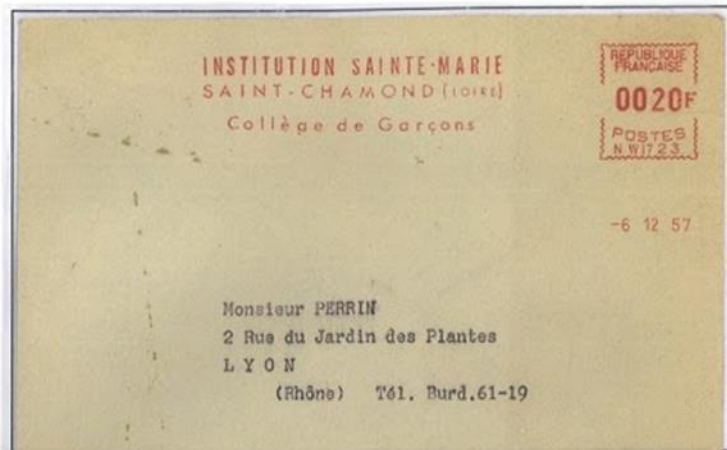 INSTITUTION SAINTE-MARIE
SAINT-CHAMOND (LOIRE)
Collège de Garçons
REPUBLIQUE
FRANCAISE
0020F
POSTES
N W1723
-6 12 57
Monsieur PERRIN
2 Rue du Jardin des Plantes
L Y O N
(Rhône) Tél. Burd.61-19